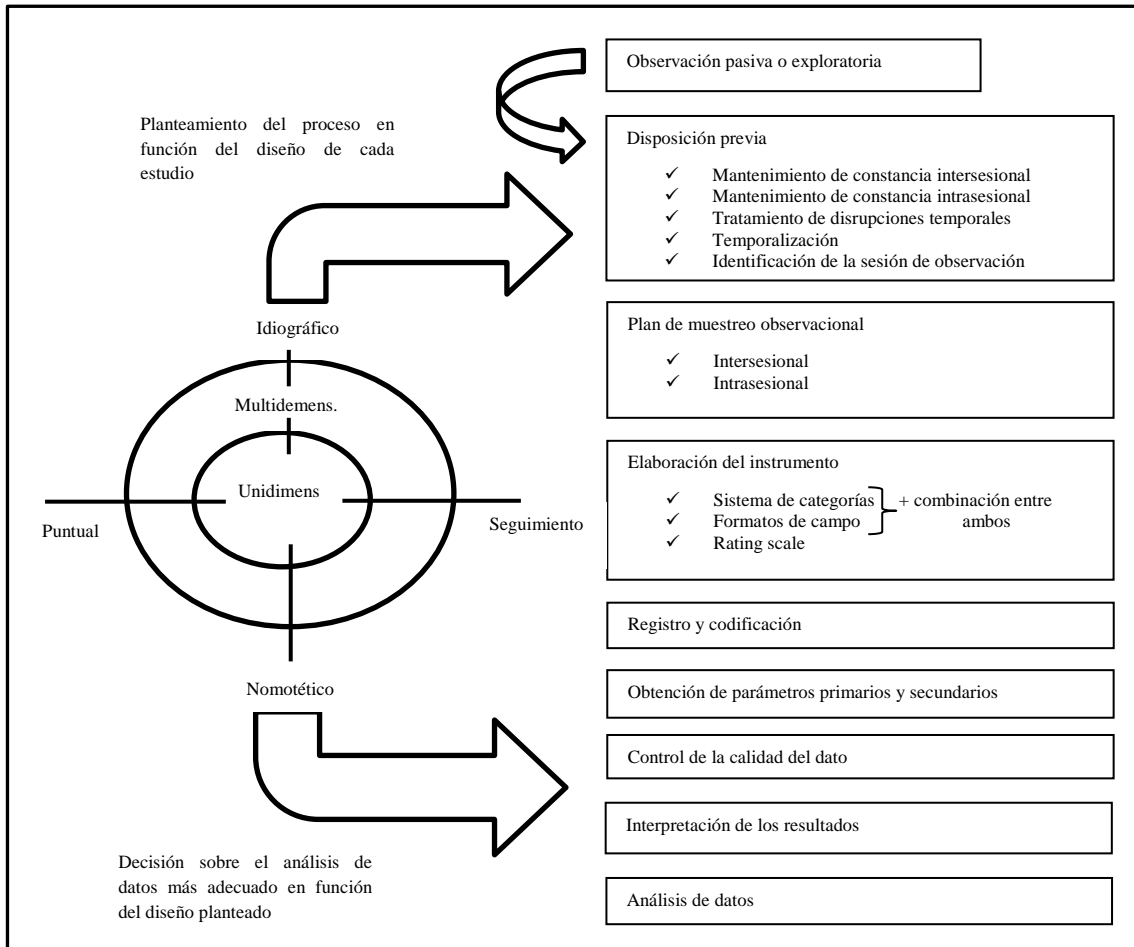 Observación pasiva o exploratoria
Planteamiento del proceso en
función del diseño de cada
estudio
Disposición previa
✓ Mantenimiento de constancia intersesional
✓ Mantenimiento de constancia intrasesional
✓ Tratamiento de disrupciones temporales
✓ Temporalización
✓ Identificación de la sesión de observación
Idiográfico
Multidemens.
Unidimens
Puntual
Seguimiento
Nomotético
Plan de muestreo observacional
✓ Intersesional
✓ Intrasesional
Elaboración del instrumento
✓ Sistema de categorías
✓ Formatos de campo
+ combinación entre
ambos
✓ Rating scale
Registro y codificación
Obtención de parámetros primarios y secundarios
Control de la calidad del dato
Interpretación de los resultados
Análisis de datos
Decisión sobre el análisis de
datos más adecuado en función
del diseño planteado